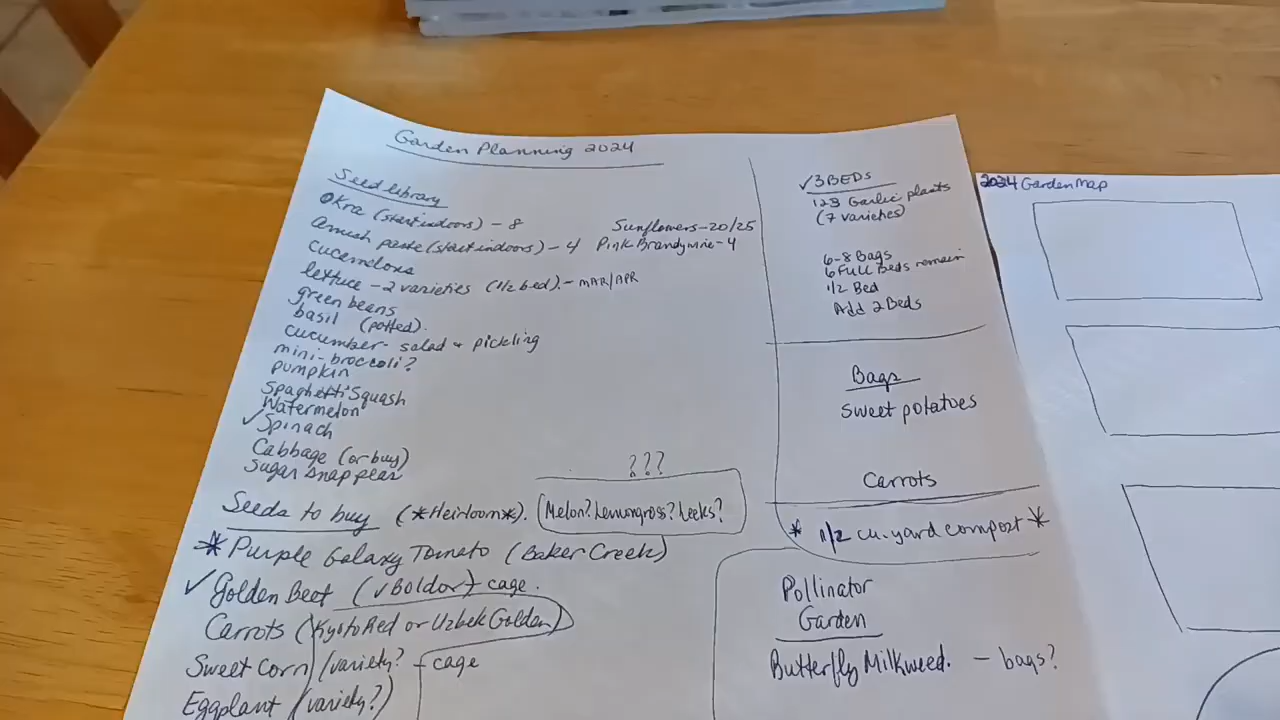 Garden Planning 2024
Seed library
Okra (start indoors) - 8
Sunflowers - 20/25
amish paste (start indoors) - 4 Pink Brandywine - 4
cucamelons
lettuce - 2 varieties (1/2 bed) - MAR/APR
green beans
basil (potted).
cucumber - salad + pickling
mini-broccoli?
pumpkin
Spaghetti Squash
Watermelon
✓Spinach
Cabbage (or buy)
Sugar snap peas
???
Seeds to buy (*Heirloom*). (Melon? Lemongrass? Leeks?
*Purple Galaxy Tomato (Baker Creek)
✓ Golden Beet (✓Boldor) cage.
Carrots (Kyoto Red or Uzbek Golden)
Sweet Corn (variety? - cage
Eggplant (variety?)
✓3 BEDS
123 Garlic plants
(7 varieties)
6-8 Bags
6 Full Beds remain
1/2 Bed
Add 2 Beds
Bags
Sweet potatoes
Carrots
* 1/2 cu. yard compost *
Pollinator
Garden
Butterfly Milkweed. - bags?
2024 Garden Map